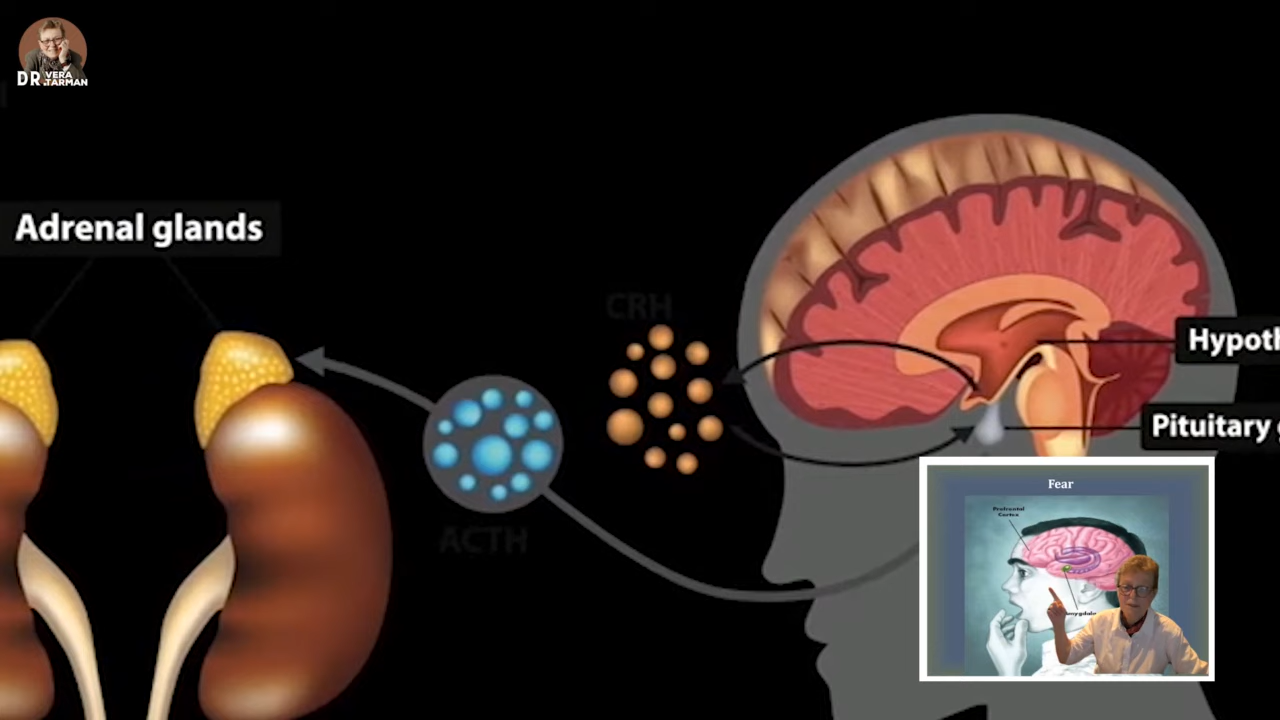 DR. VERA
TARMAN
Adrenal glands
CRH
ACTH
Hypoth
Pituitary g
Fear
Prefrontal
Cortex
Amygdala